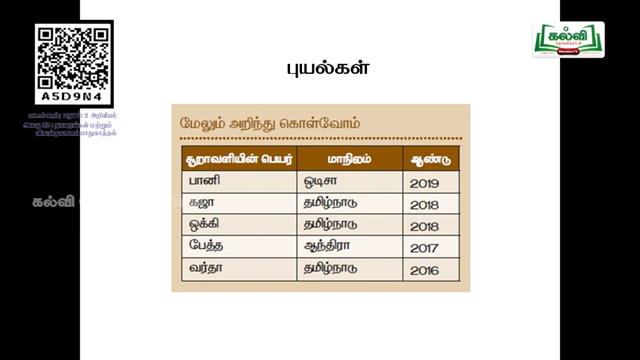 கல்வி
புயல்கள்
A5D9N4
மேலும் அறிந்து கொள்வோம்
சூறாவளியின் பெயர் மாநிலம் ஆண்டு
பானி ஒடிசா 2019
கஜா தமிழ்நாடு 2018
ஒக்கி தமிழ்நாடு 2018
பேத்த ஆந்திரா 2017
வர்தா தமிழ்நாடு 2016
கல்வி